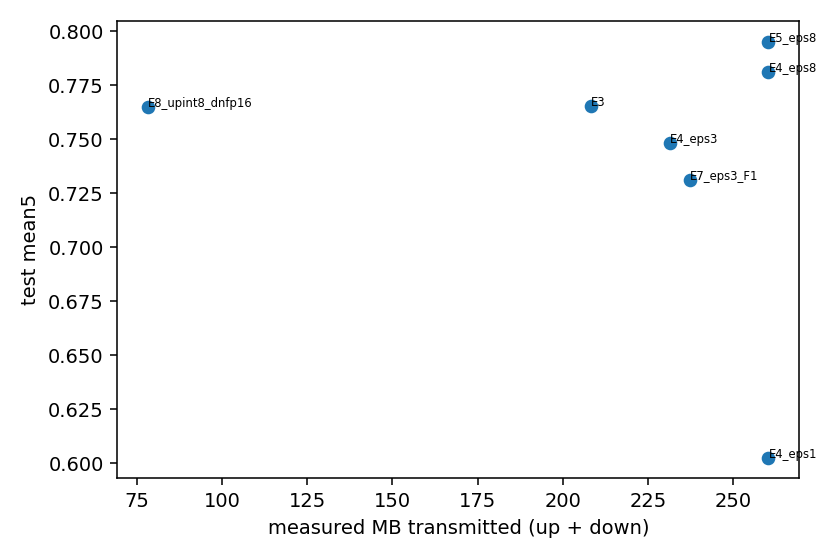 0.800
0.775
0.750
0.725
0.700
0.675
0.650
0.625
0.600
test mean5
E5_eps8
E4_eps8
E8_upint8_dnfp16
E3
E4_eps3
E7_eps3_F1
E4_eps1
75
100
125
150
175
200
225
250
measured MB transmitted (up + down)